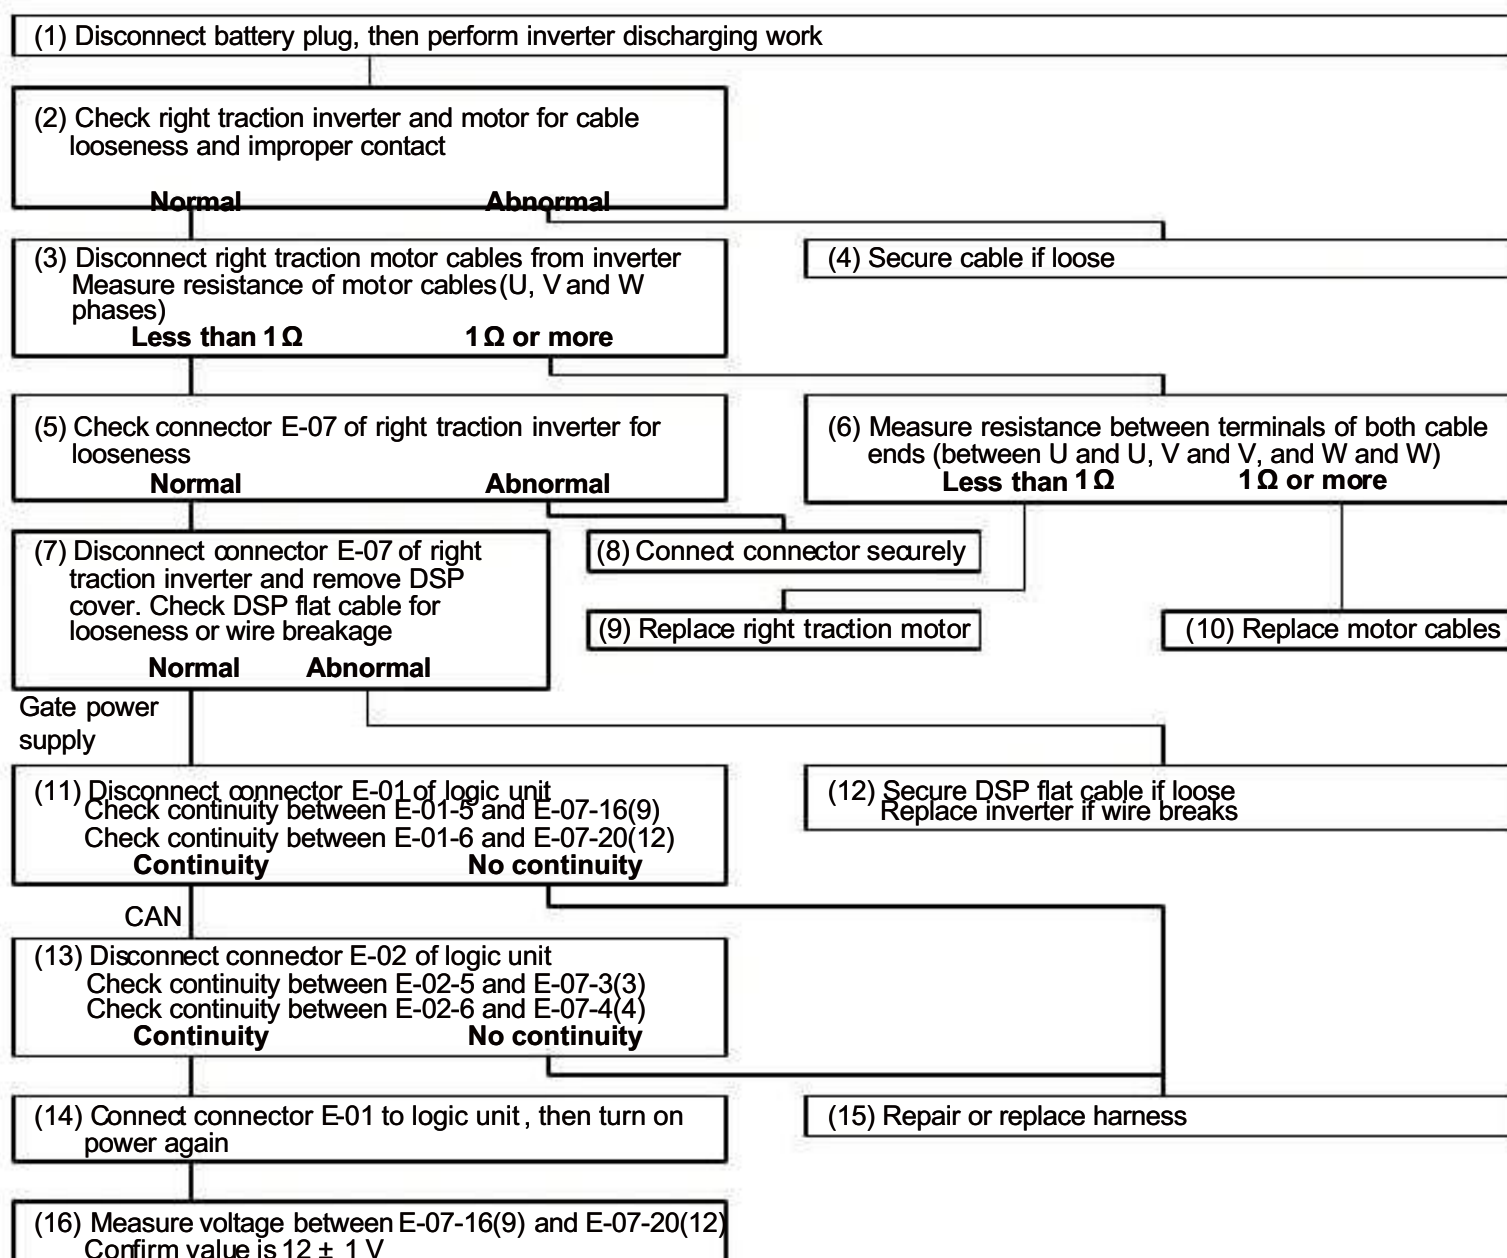 (1) Disconnect battery plug, then perform inverter discharging work
(2) Check right traction inverter and motor for cable
looseness and improper contact
Normal Abnormal
(3) Disconnect right traction motor cables from inverter
Measure resistance of motor cables (U, V and W
phases)
Less than 1 Ω 1 Ω or more
(4) Secure cable if loose
(5) Check connector E-07 of right traction inverter for
looseness
Normal Abnormal
(6) Measure resistance between terminals of both cable
ends (between U and U, V and V, and W and W)
Less than 1 Ω 1 Ω or more
(7) Disconnect connector E-07 of right
traction inverter and remove DSP
cover. Check DSP flat cable for
looseness or wire breakage
Normal Abnormal
(8) Connect connector securely
(9) Replace right traction motor
(10) Replace motor cables
Gate power
supply
(11) Disconnect connector E-01 of logic unit
Check continuity between E-01-5 and E-07-16(9)
Check continuity between E-01-6 and E-07-20(12)
Continuity No continuity
(12) Secure DSP flat cable if loose
Replace inverter if wire breaks
CAN
(13) Disconnect connector E-02 of logic unit
Check continuity between E-02-5 and E-07-3(3)
Check continuity between E-02-6 and E-07-4(4)
Continuity No continuity
(14) Connect connector E-01 to logic unit, then turn on
power again
(15) Repair or replace harness
(16) Measure voltage between E-07-16(9) and E-07-20(12)
Confirm value is 12 ± 1 V